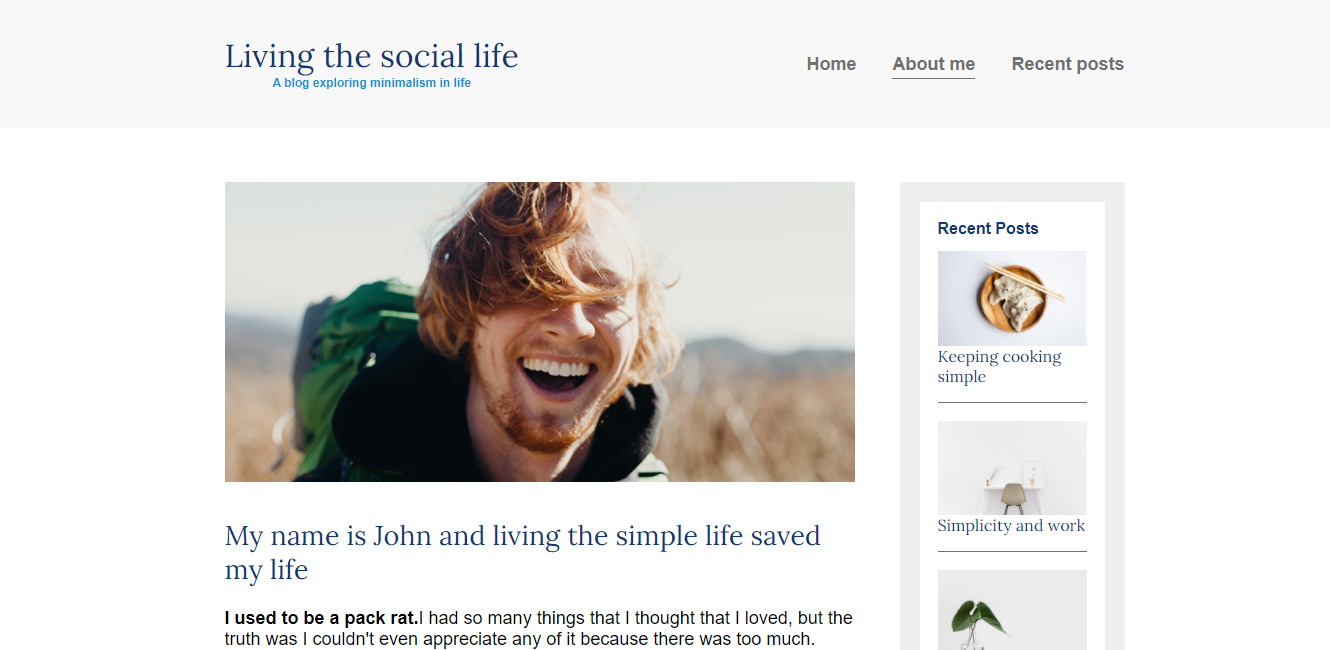 Living the social life
A blog exploring minimalism in life
Home
About me
Recent posts
My name is John and living the simple life saved
my life
I used to be a pack rat.I had so many things that I thought that I loved, but the
truth was I couldn't even appreciate any of it because there was too much.
Recent Posts
Keeping cooking
simple
Simplicity and work